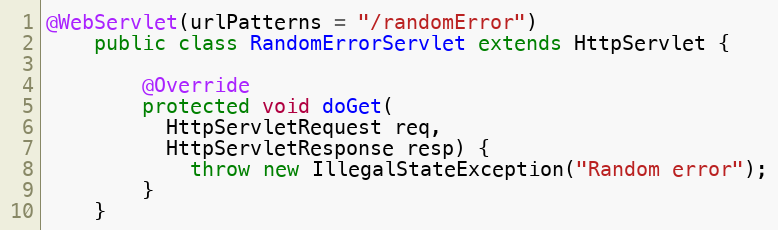 1 @WebServlet(urlPatterns = "/randomError")
2     public class RandomErrorServlet extends HttpServlet {
3
4         @Override
5         protected void doGet(
6           HttpServletRequest req,
7           HttpServletResponse resp) {
8             throw new IllegalStateException("Random error");
9         }
10     }